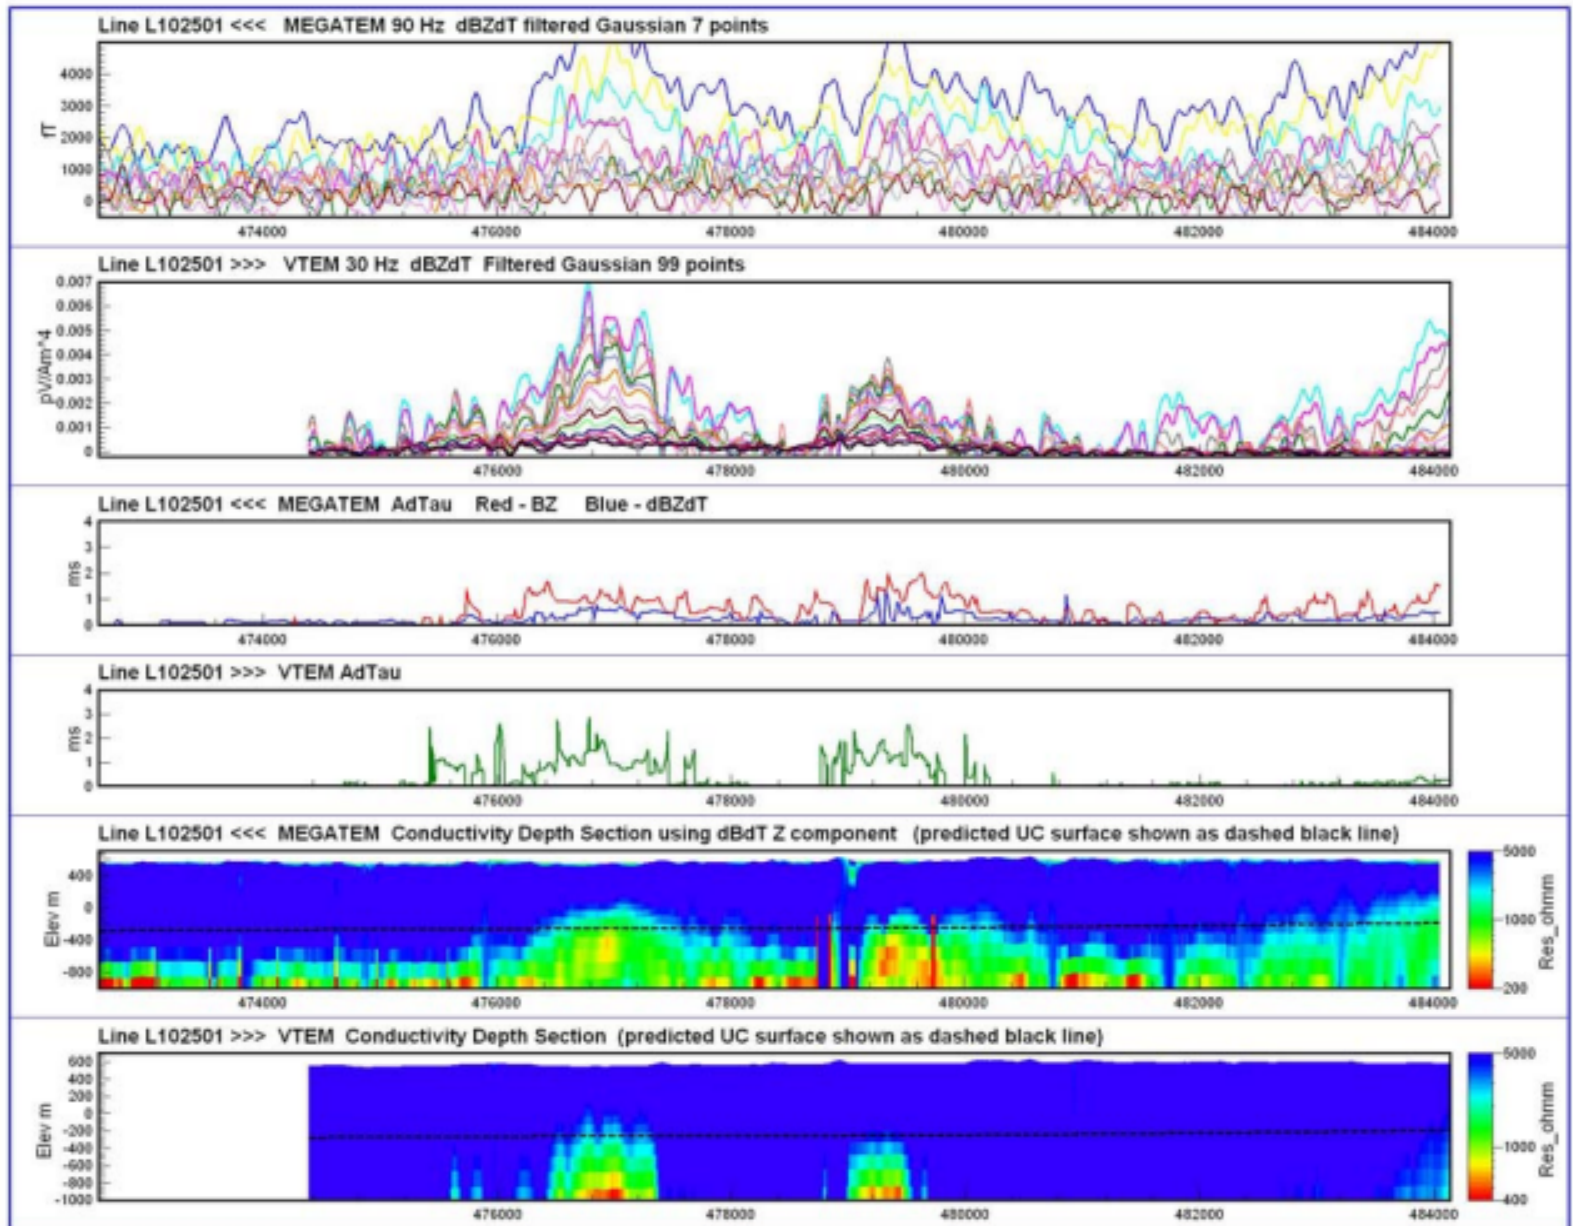 Line L102501 <<< MEGATEM 90 Hz dBZdT filtered Gaussian 7 points
4000
3000
2000
1000
0
fT
474000 476000 478000 480000 482000 484000
Line L102501 >>> VTEM 30 Hz dBZdT Filtered Gaussian 99 points
0.007
0.006
0.005
0.004
0.003
0.002
0.001
0
pV/Am^4
476000 478000 480000 482000 484000
Line L102501 <<< MEGATEM AdTau Red - BZ Blue - dBZdT
4
3
2
1
0
ms
474000 476000 478000 480000 482000 484000
Line L102501 >>> VTEM AdTau
4
3
2
1
0
ms
476000 478000 480000 482000 484000
Line L102501 <<< MEGATEM Conductivity Depth Section using dBdT Z component (predicted UC surface shown as dashed black line)
400
0
-400
-800
Elev m
474000 476000 478000 480000 482000 484000
5000
1000
200
Res_ohmm
Line L102501 >>> VTEM Conductivity Depth Section (predicted UC surface shown as dashed black line)
600
400
200
0
-200
-400
-600
-800
-1000
Elev m
476000 478000 480000 482000 484000
5000
1000
400
Res_ohmm